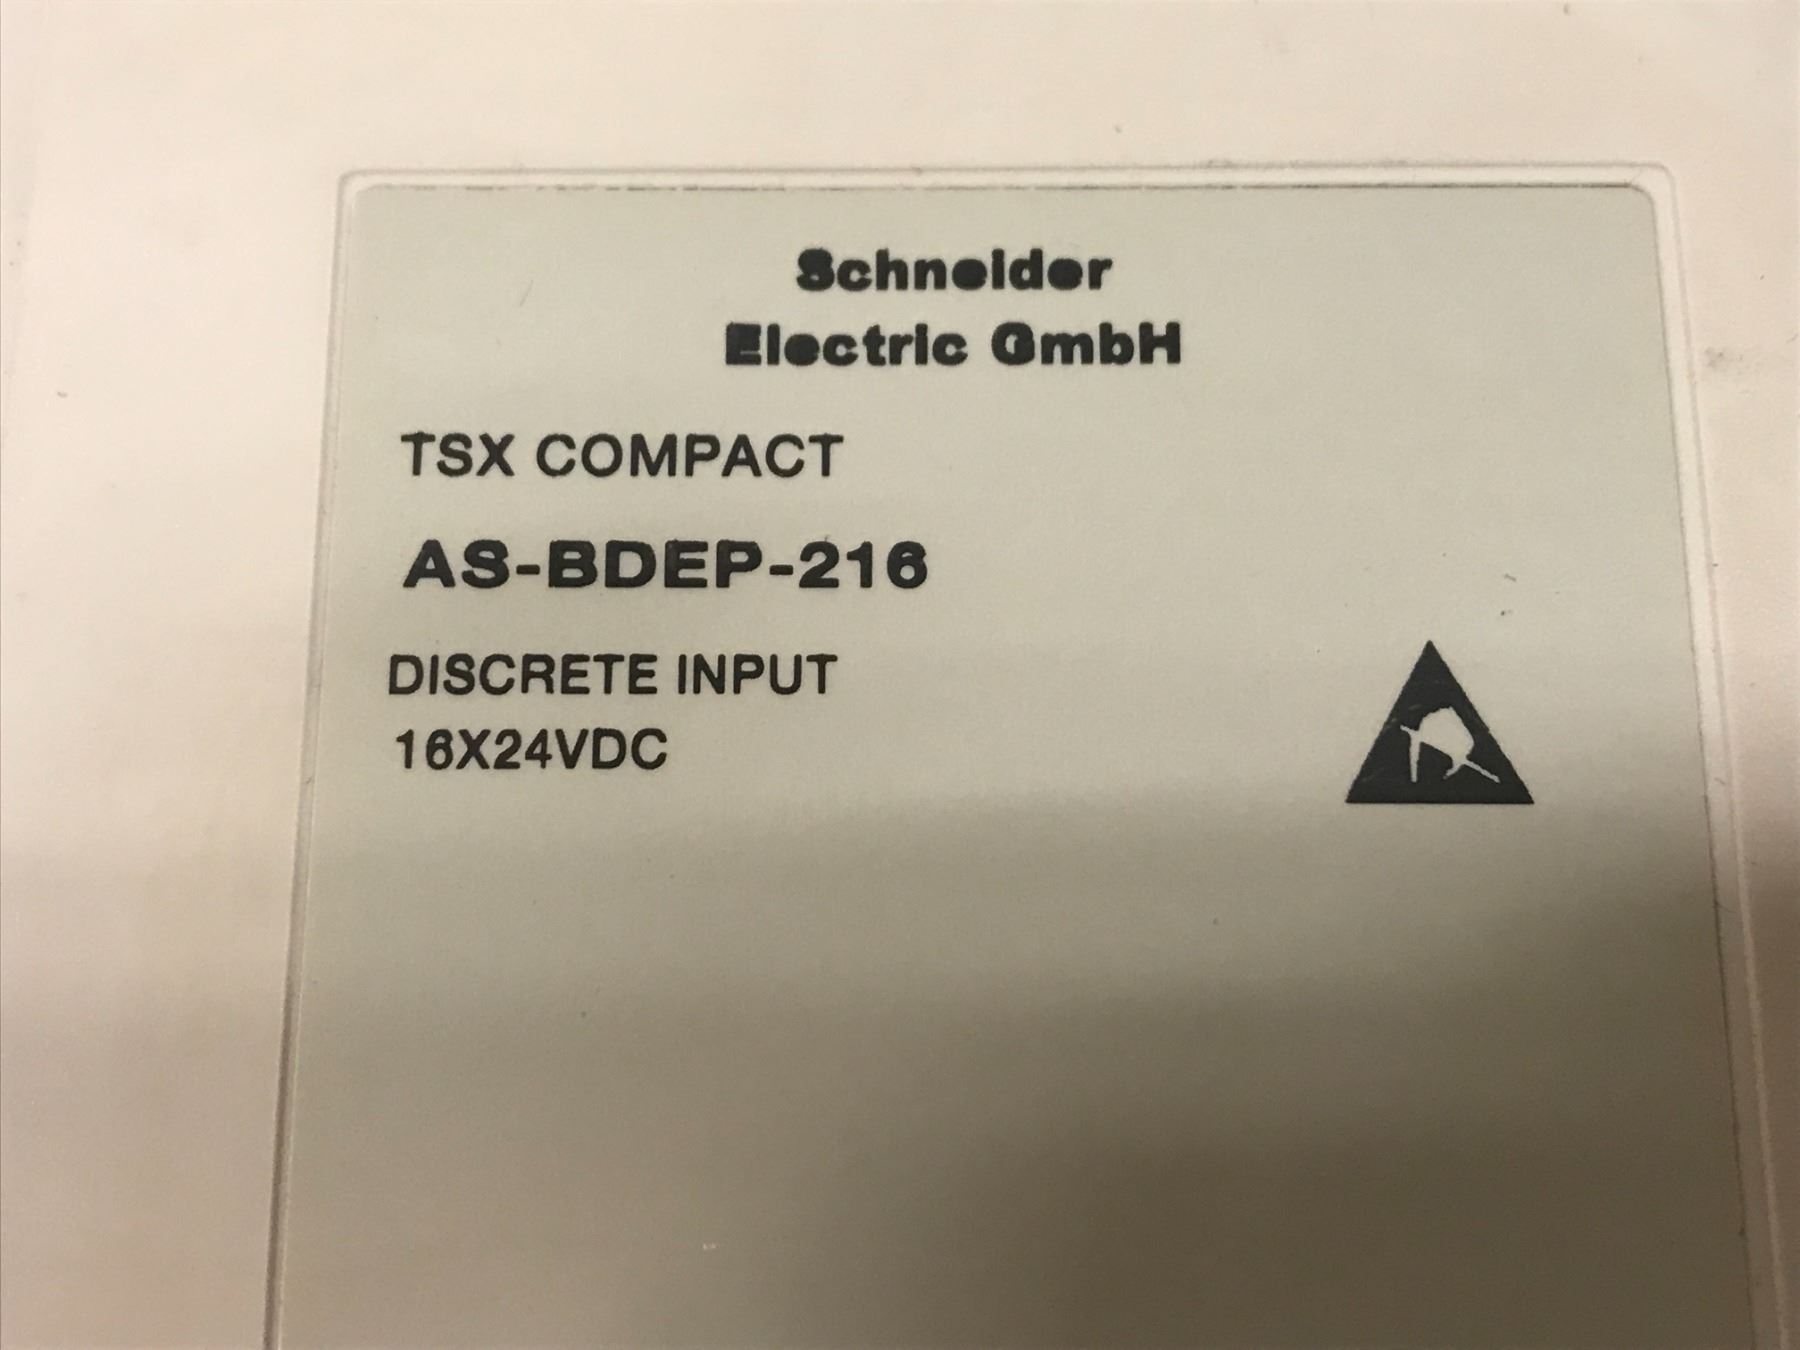 Schneider
Electric GmbH
TSX COMPACT
AS-BDEP-216
DISCRETE INPUT
16X24VDC